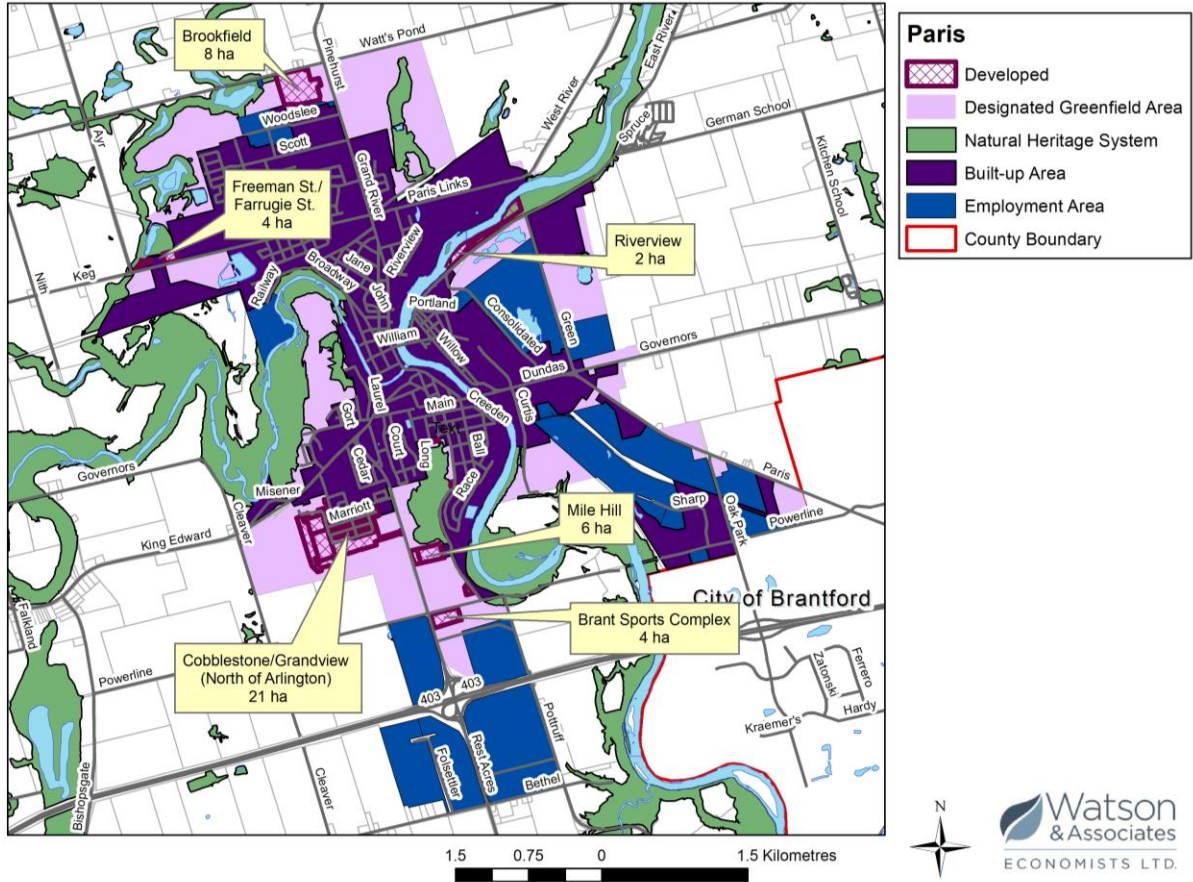 Brookfield
8 ha
Watt's Pond
Pinehurst
East River
West River
Spruce
German School
Kitchen School
Woodslee
Scott
Ayr
Freeman St./
Farrugie St.
4 ha
Grand River
Paris Links
Riverview
2 ha
Keg
Nith
Railway
Broadway
Jane
John
Riverview
Portland
Consolidated
Green
William
Willow
Governors
Dundas
Laurel
Creeden
Curtis
Main
Gort
Court
Long
Ball
Cedar
Race
Governors
Misener
Cleaver
Marriott
Mile Hill
6 ha
Sharp
Paris
Oak Park
Powerline
King Edward
City of Brantford
Falkland
Brant Sports Complex
4 ha
Cobblestone/Grandview
(North of Arlington)
21 ha
Powerline
403
403
Zatonski
Ferrero
Kraemer's
Hardy
Bishopsgate
Cleaver
Folsettler
Rest Acres
Pottruff
Bethel
Paris
Developed
Designated Greenfield Area
Natural Heritage System
Built-up Area
Employment Area
County Boundary
1.5 0.75 0 1.5 Kilometres
N
Watson
& Associates
ECONOMISTS LTD.